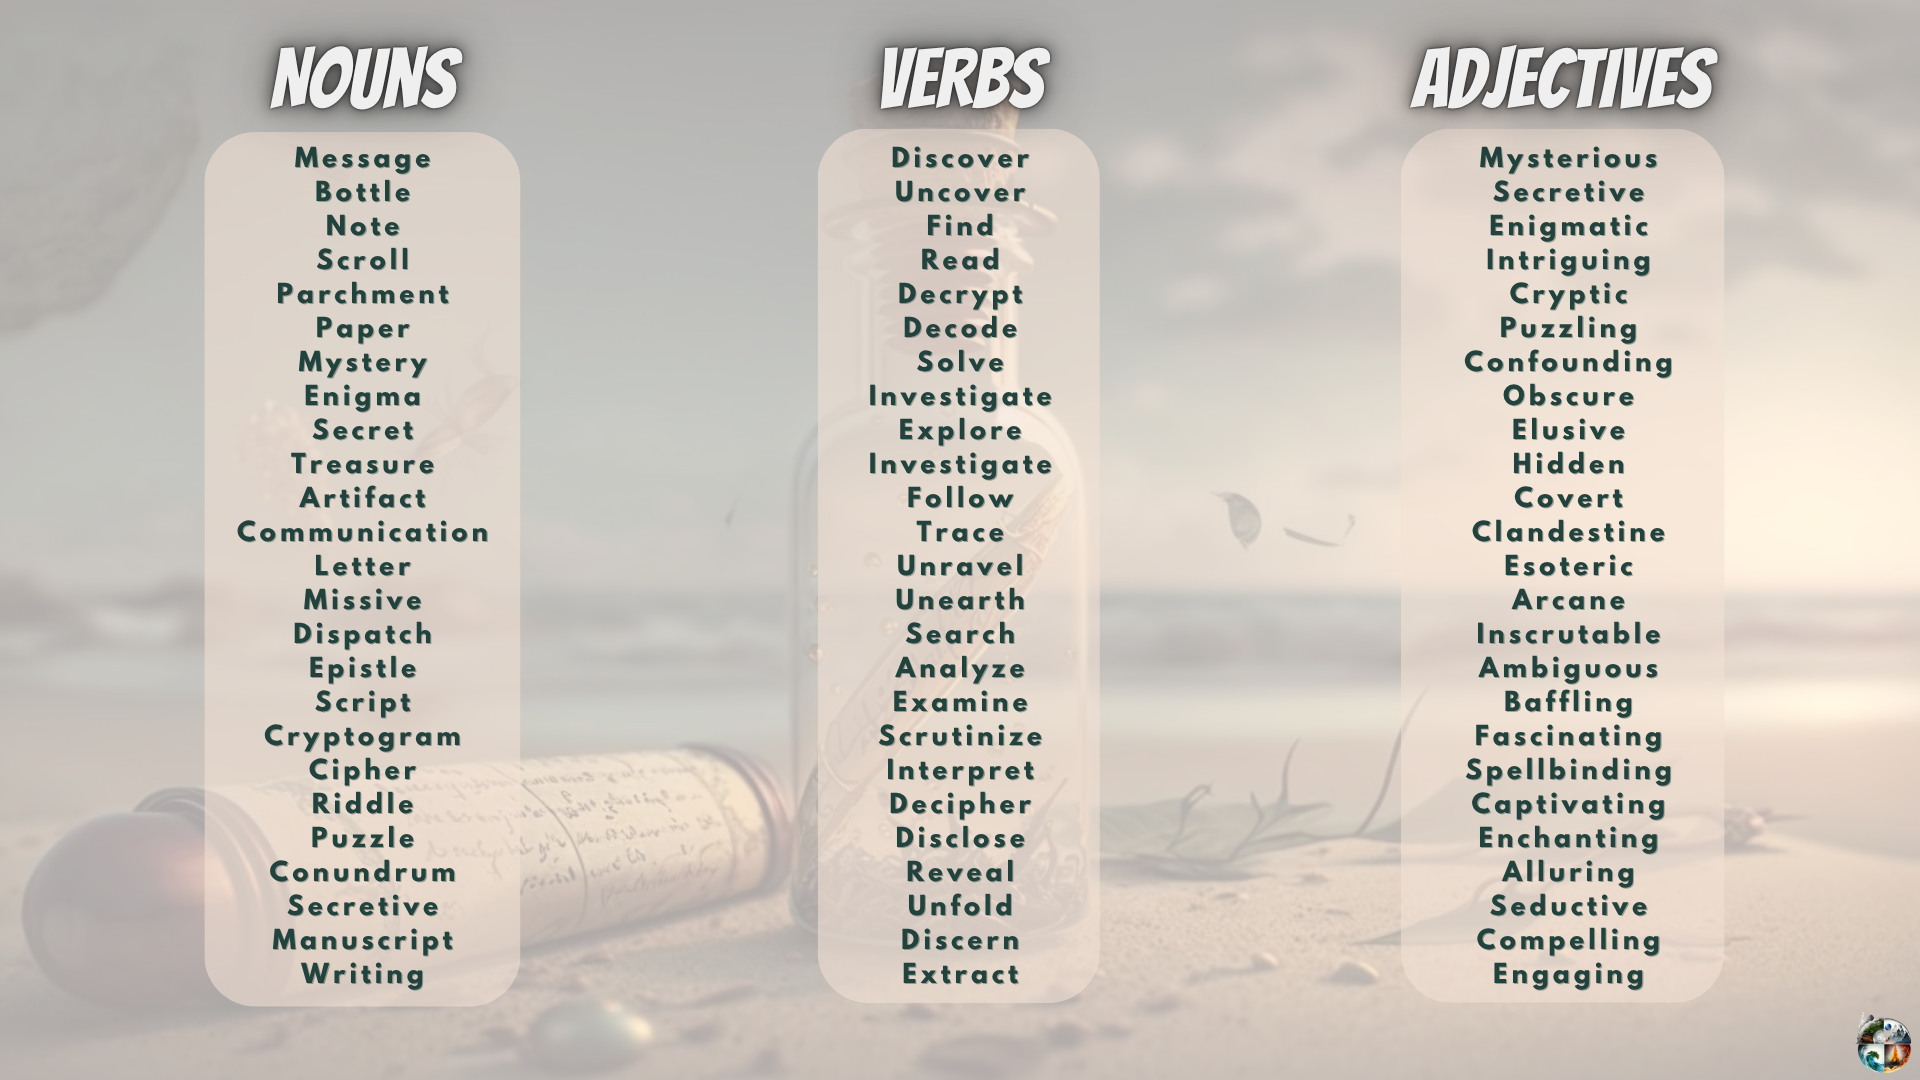 NOUNS
Message
Bottle
Note
Scroll
Parchment
Paper
Mystery
Enigma
Secret
Treasure
Artifact
Communication
Letter
Missive
Dispatch
Epistle
Script
Cryptogram
Cipher
Riddle
Puzzle
Conundrum
Secretive
Manuscript
Writing
VERBS
Discover
Uncover
Find
Read
Decrypt
Decode
Solve
Investigate
Explore
Investigate
Follow
Trace
Unravel
Unearth
Search
Analyze
Examine
Scrutinize
Interpret
Decipher
Disclose
Reveal
Unfold
Discern
Extract
ADJECTIVES
Mysterious
Secretive
Enigmatic
Intriguing
Cryptic
Puzzling
Confounding
Obscure
Elusive
Hidden
Covert
Clandestine
Esoteric
Arcane
Inscrutable
Ambiguous
Baffling
Fascinating
Spellbinding
Captivating
Enchanting
Alluring
Seductive
Compelling
Engaging